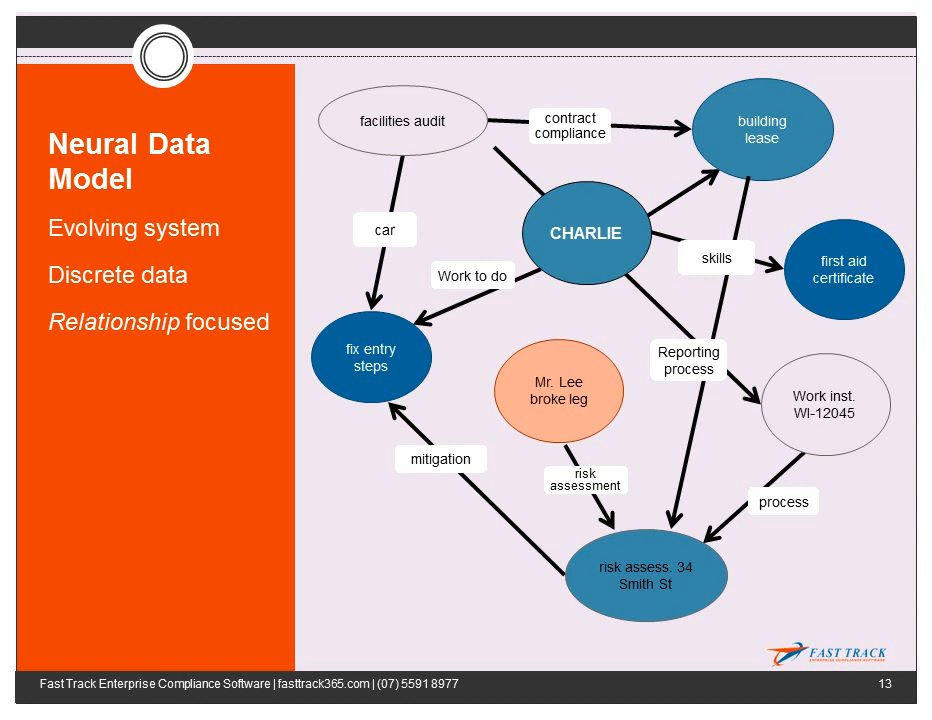 Neural Data
Model
Evolving system
Discrete data
Relationship focused
facilities audit
contract
compliance
building
lease
CHARLIE
car
skills
first aid
certificate
Work to do
fix entry
steps
Reporting
process
Mr. Lee
broke leg
Work inst.
WI-12045
mitigation
risk
assessment
process
risk assess. 34
Smith St
FAST TRACK
ENTERPRISE COMPLIANCE SOFTWARE
Fast Track Enterprise Compliance Software | fasttrack365.com | (07) 5591 8977
13